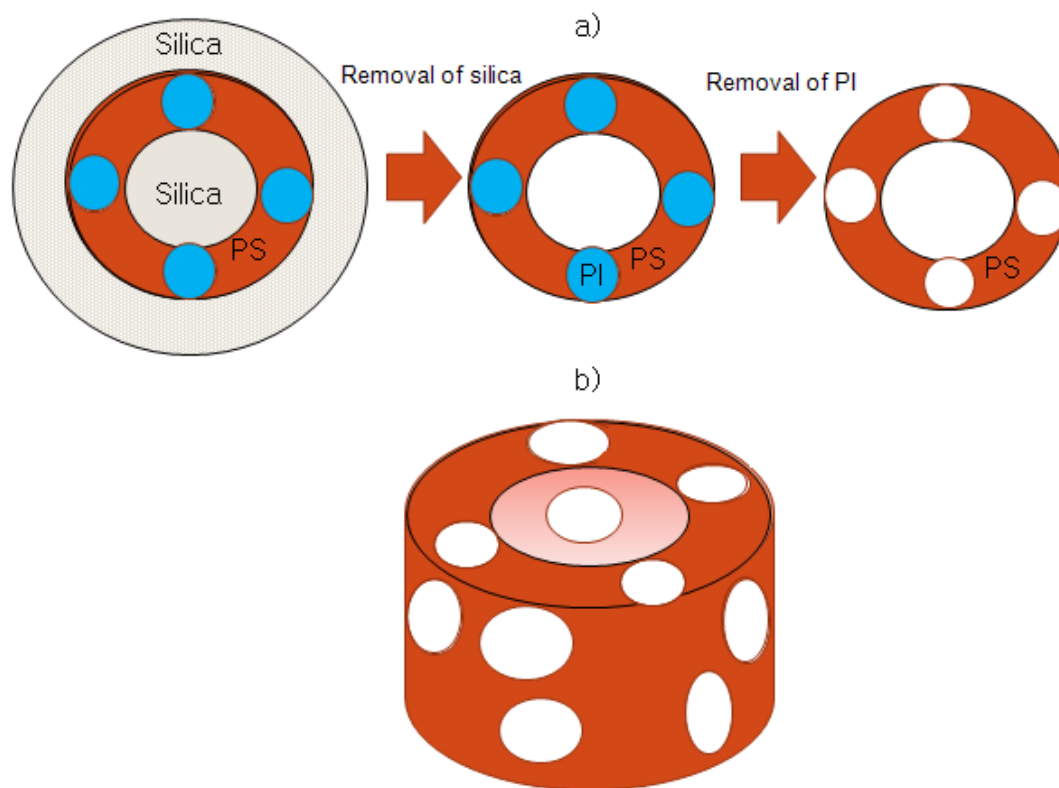 a)
Silica
Removal of silica
Removal of PI
Silica
PS
PI
PS
PS
b)